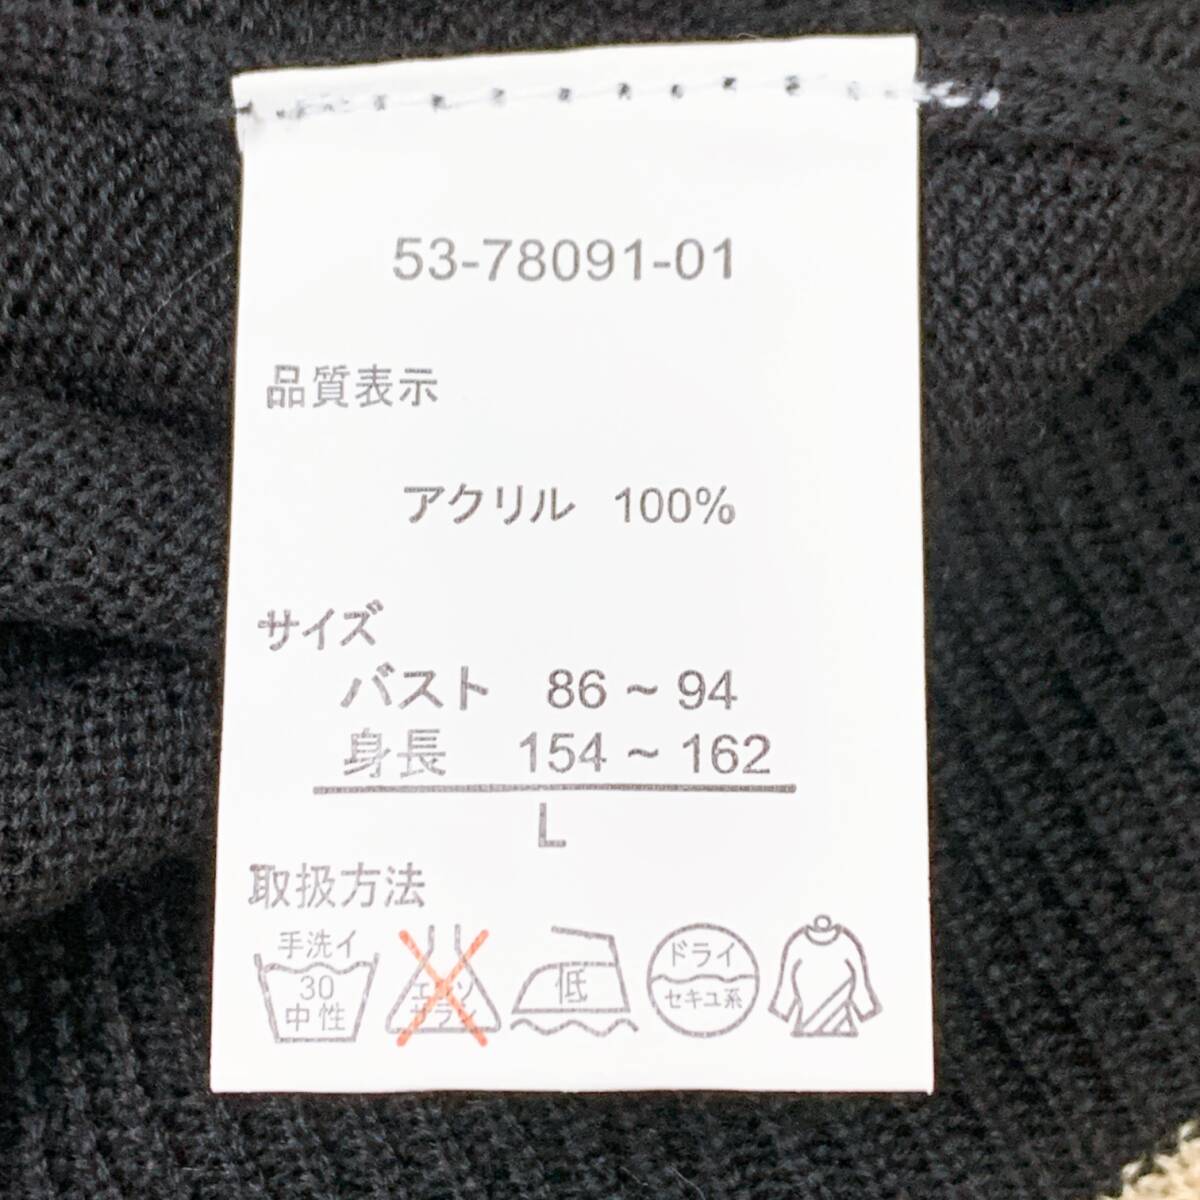 53-78091-01
品質表示
アクリル 100%
サイズ
バスト 86 ~ 94
身長 154 ~ 162
L
取扱方法
手洗イ
30
中性
エンソ
サラシ
低
ドライ
セキユ系